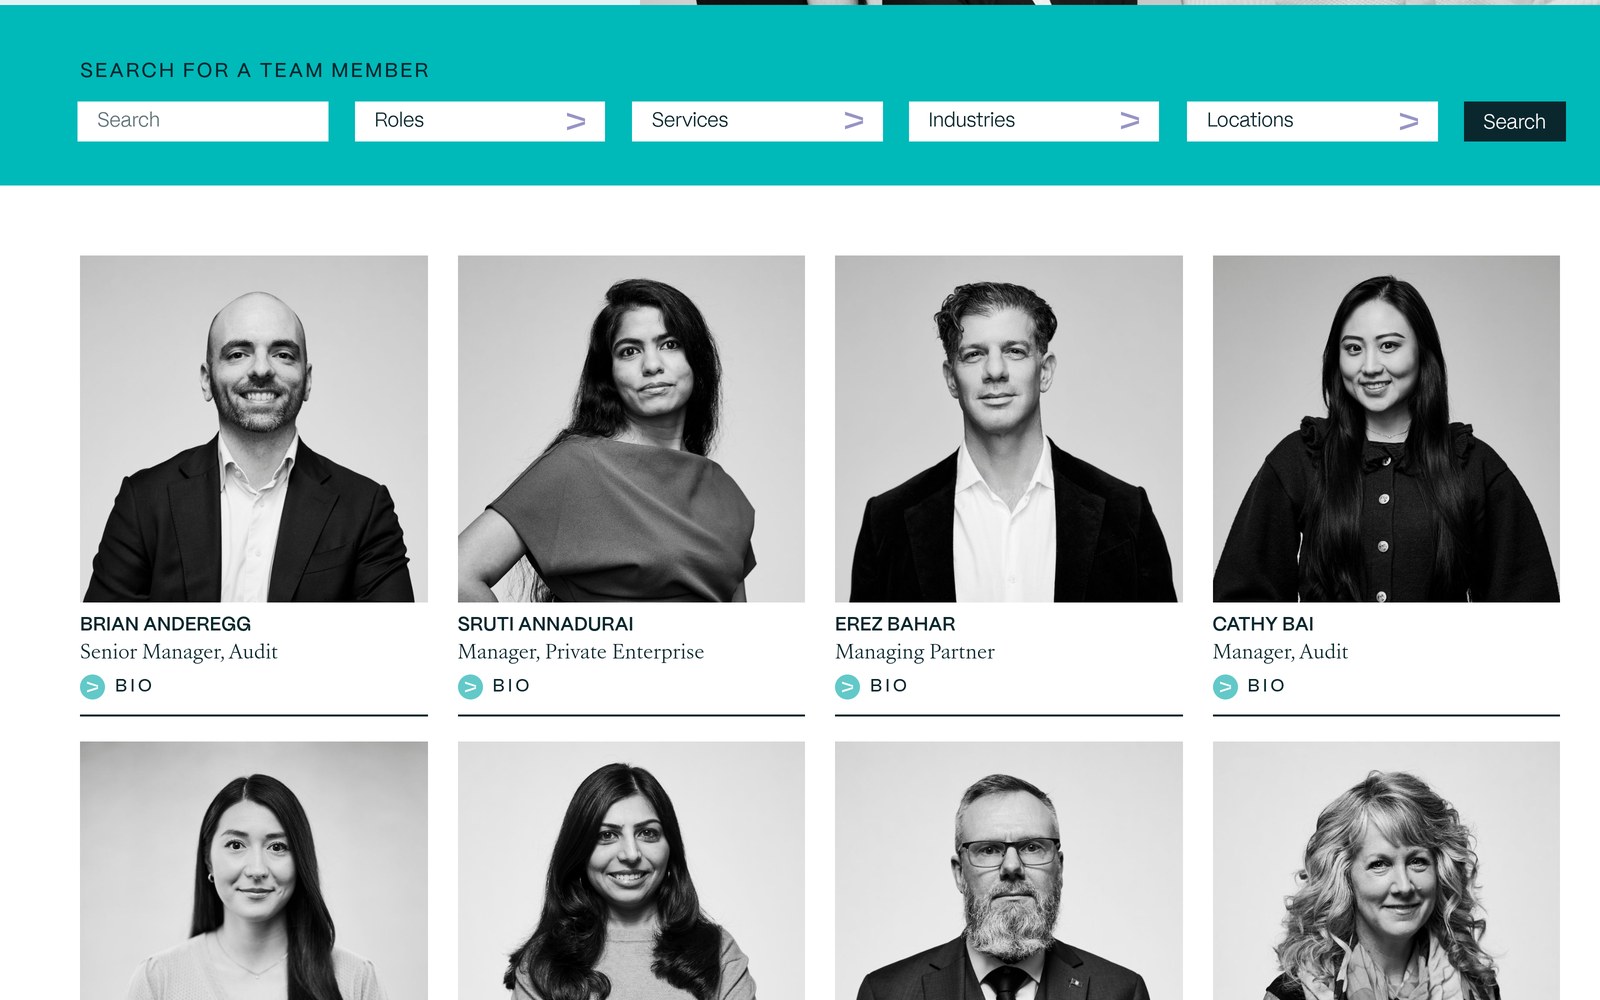 SEARCH FOR A TEAM MEMBER
Search
Roles
Services
Industries
Locations
Search
BRIAN ANDEREGG
Senior Manager, Audit
BIO
SRUTI ANNADURAI
Manager, Private Enterprise
BIO
EREZ BAHAR
Managing Partner
BIO
CATHY BAI
Manager, Audit
BIO